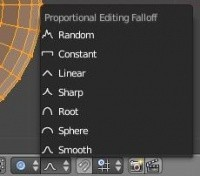 Proportional Editing Falloff
Random
Constant
Linear
Sharp
Root
Sphere
Smooth